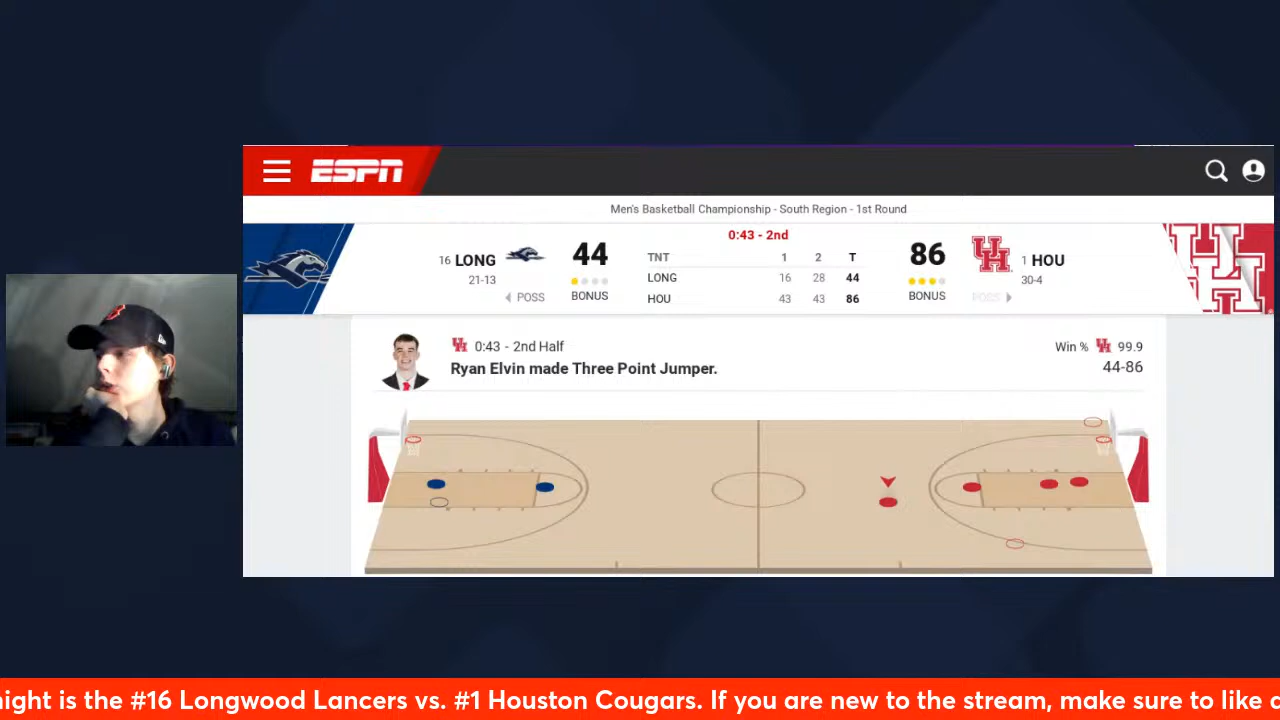 ESPN
Men's Basketball Championship - South Region - 1st Round
0:43 - 2nd
16 LONG
21-13
POSS
44
BONUS
TNT 1 2 T
LONG 16 28 44
HOU 43 43 86
86
BONUS
1 HOU
30-4
POSS
0:43 - 2nd Half
Ryan Elvin made Three Point Jumper.
Win % 99.9
44-86
night is the #16 Longwood Lancers vs. #1 Houston Cougars. If you are new to the stream, make sure to like